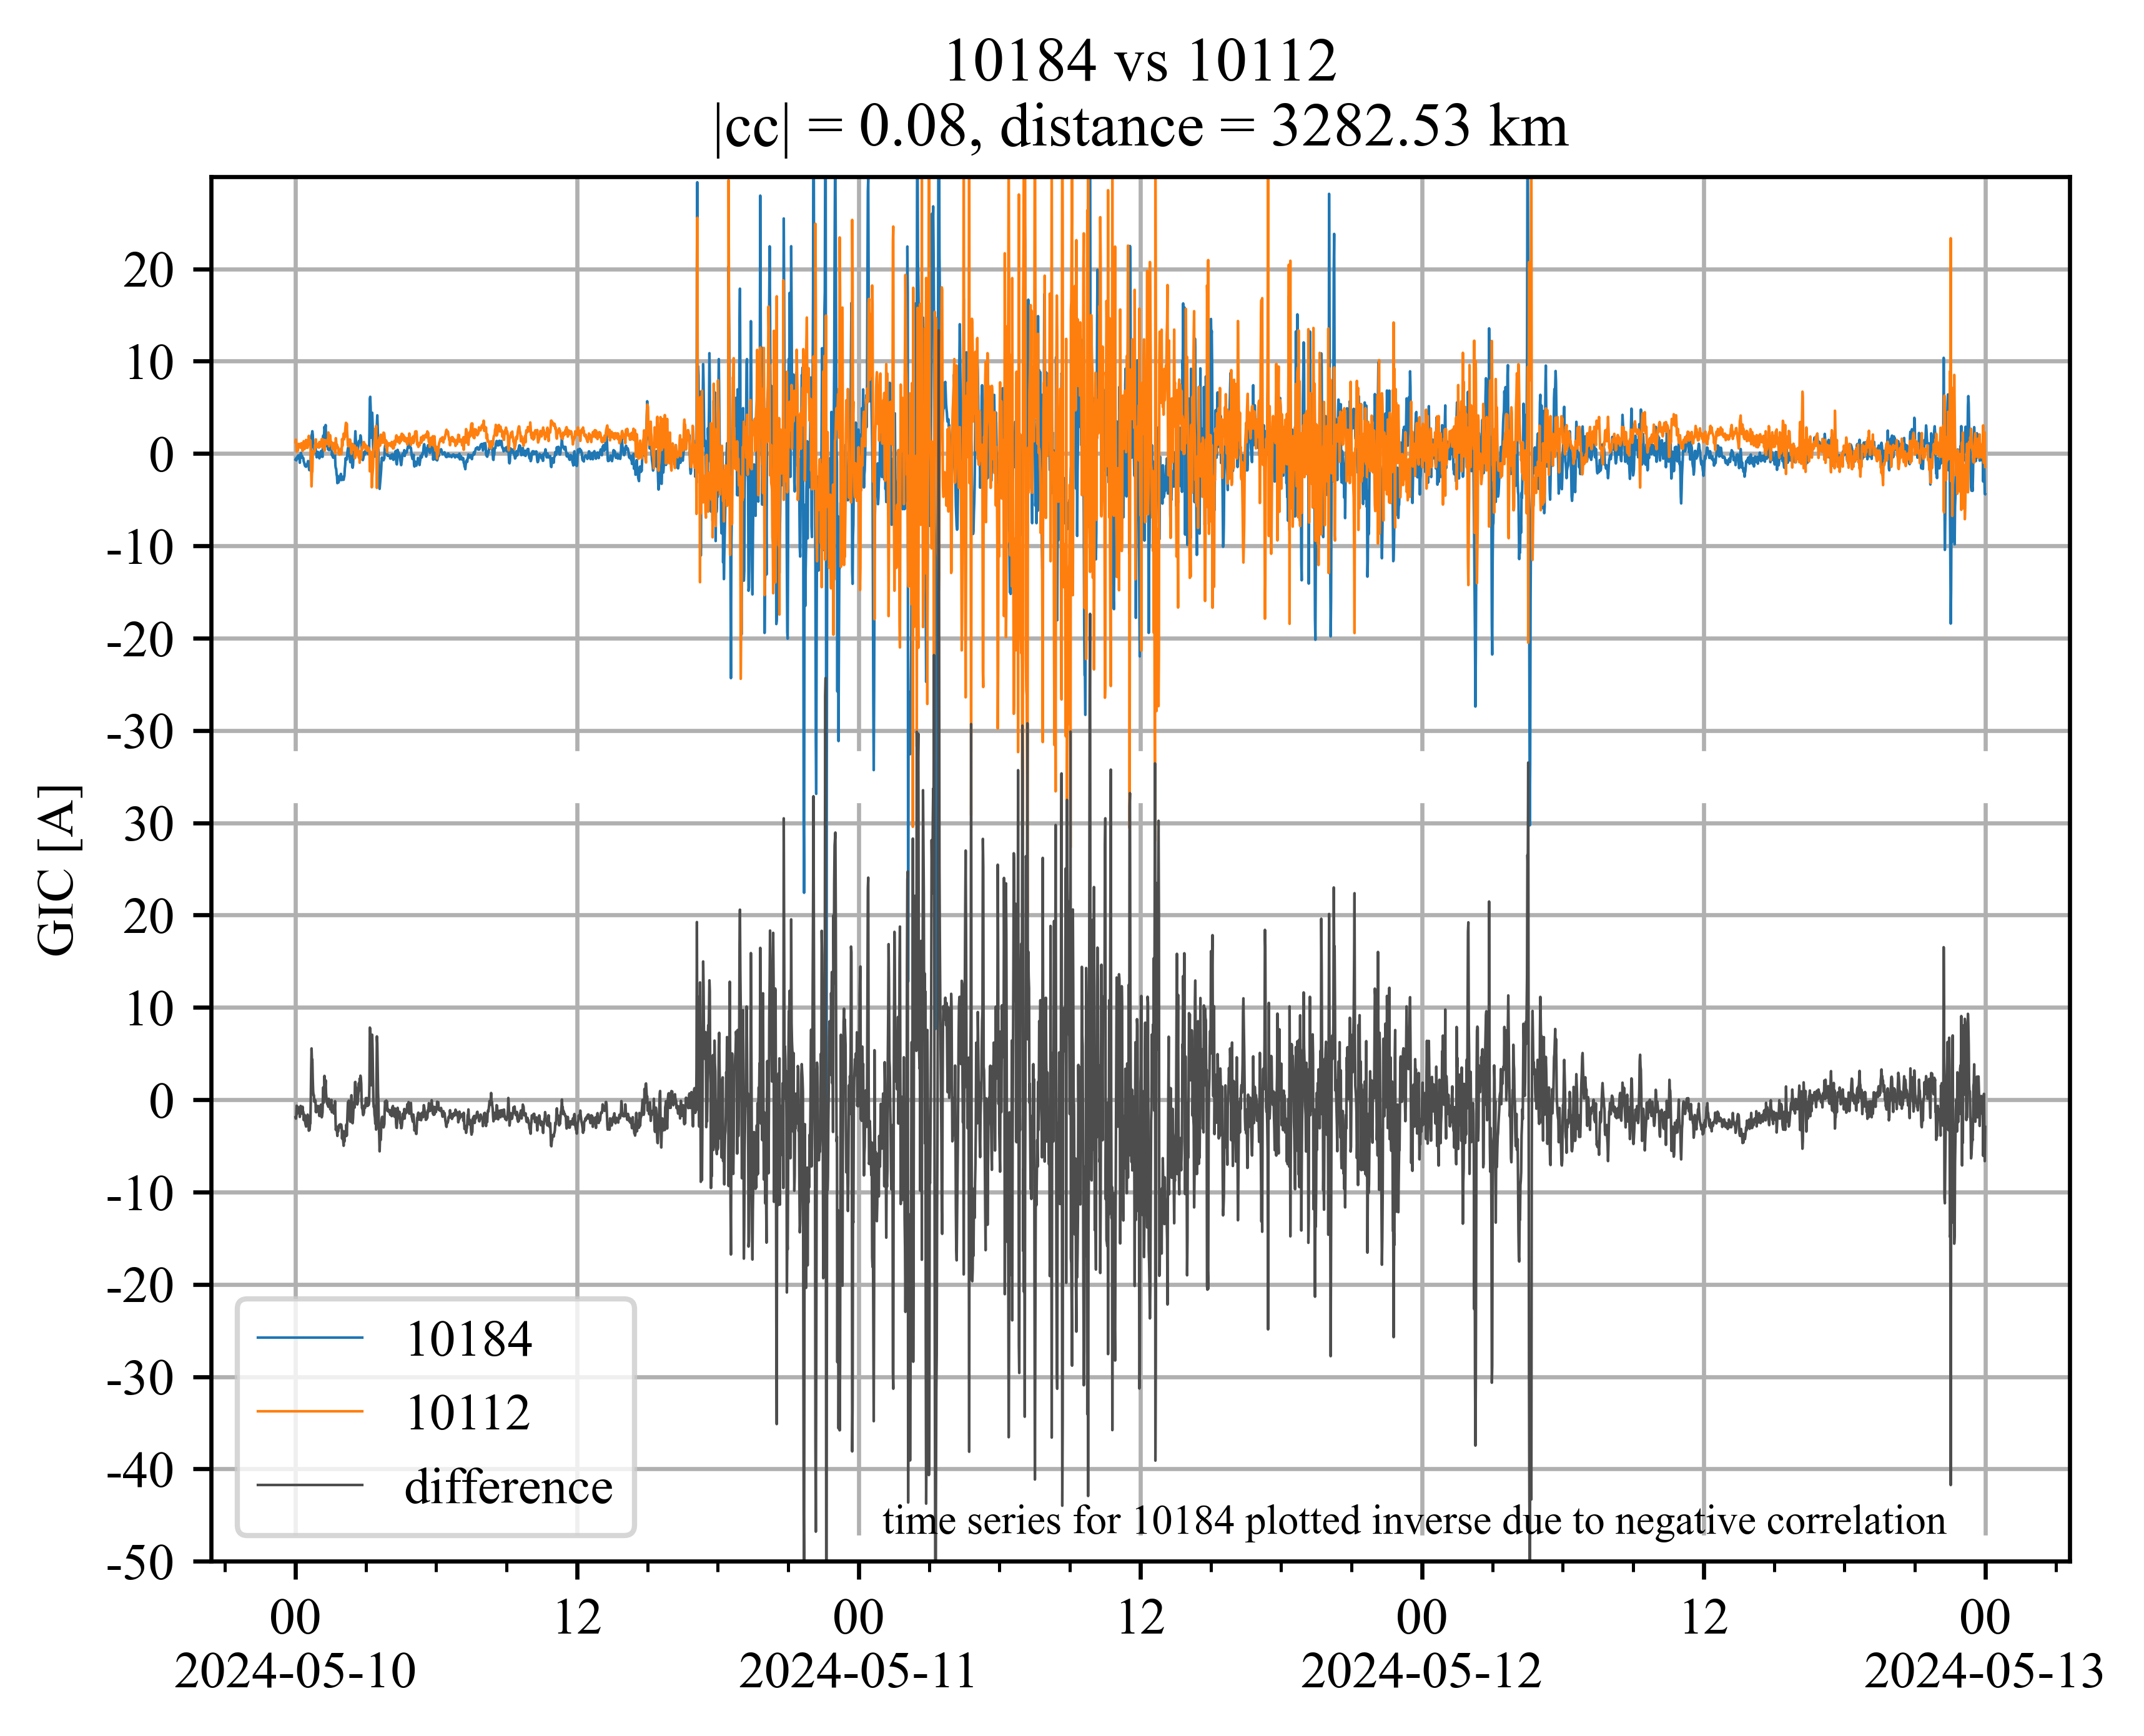 10184 vs 10112
|cc| = 0.08, distance = 3282.53 km
GIC [A]
20
10
0
-10
-20
-30
30
20
10
0
-10
-20
-30
-40
-50
10184
10112
difference
time series for 10184 plotted inverse due to negative correlation
00 12 00 12 00 12 00
2024-05-10 2024-05-11 2024-05-12 2024-05-13